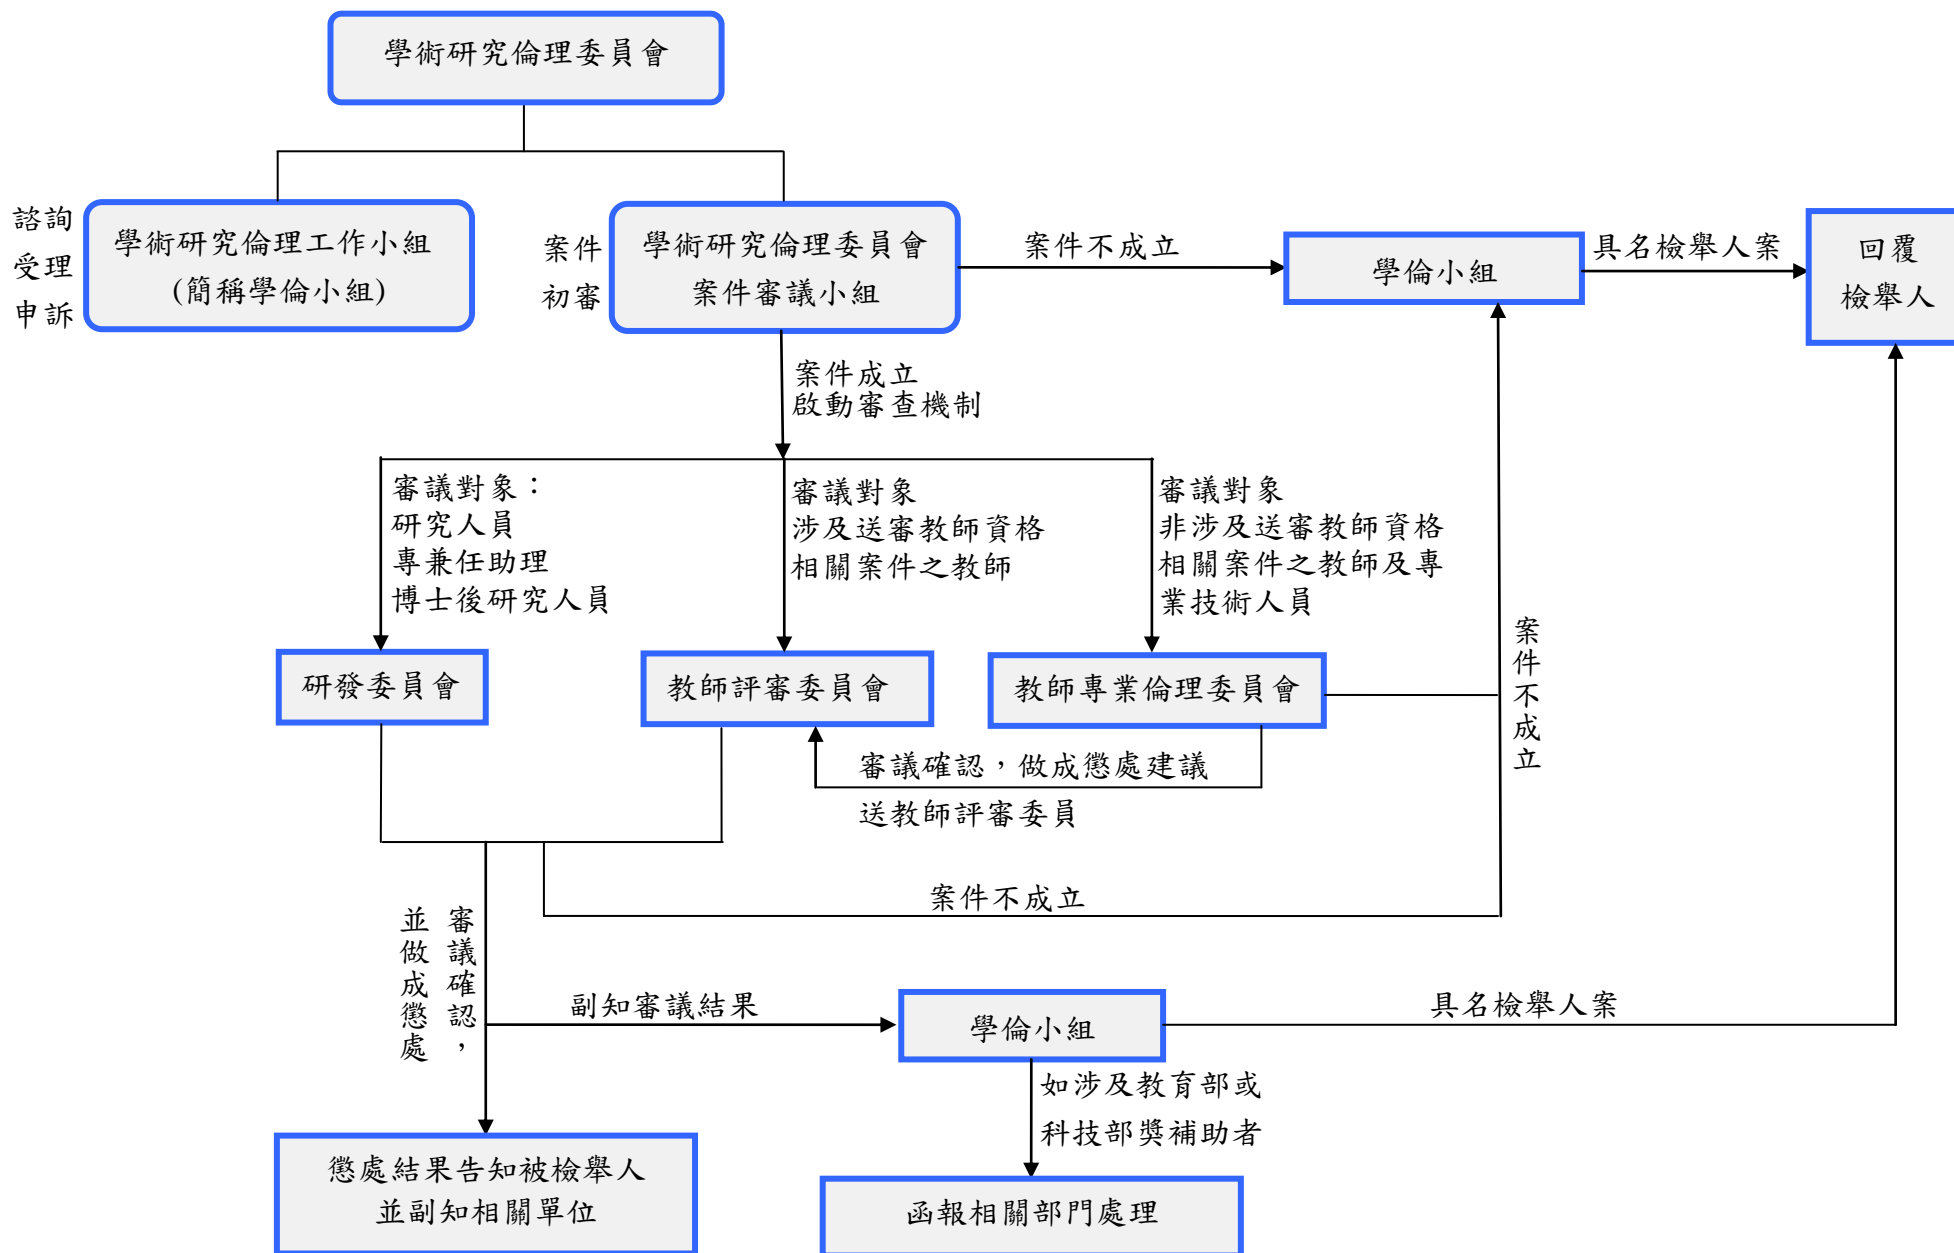 學術研究倫理委員會
諮詢
受理
申訴
學術研究倫理工作小組
(簡稱學倫小組)
案件
初審
學術研究倫理委員會
案件審議小組
案件不成立
學倫小組
具名檢舉人案
回覆
檢舉人
案件成立
啟動審查機制
審議對象：
研究人員
專兼任助理
博士後研究人員
審議對象
涉及送審教師資格
相關案件之教師
審議對象
非涉及送審教師資格
相關案件之教師及專
業技術人員
案件不成立
研發委員會
教師評審委員會
教師專業倫理委員會
審議確認，做成懲處建議
送教師評審委員
案件不成立
審議確認，
並做成懲處
副知審議結果
學倫小組
具名檢舉人案
如涉及教育部或
科技部獎補助者
懲處結果告知被檢舉人
並副知相關單位
函報相關部門處理